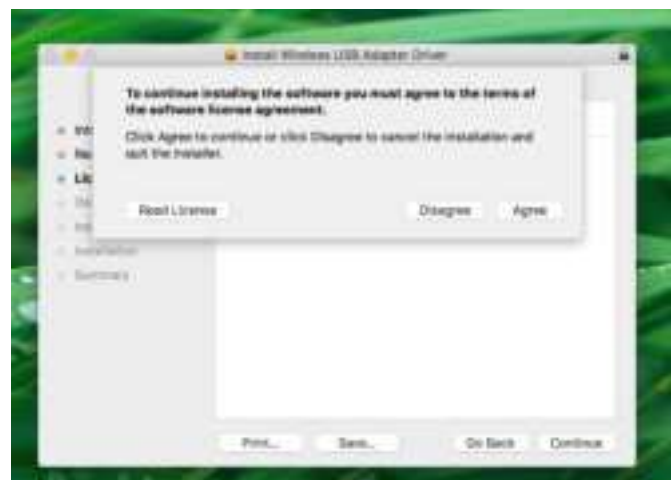 Install Wireless USB Adapter Driver
To continue installing the software you must agree to the terms of
the software license agreement.
Click Agree to continue or click Disagree to cancel the installation and
quit the Installer.
Read License
Disagree
Agree
Installation
Summary
Print...
Save...
Go Back
Continue